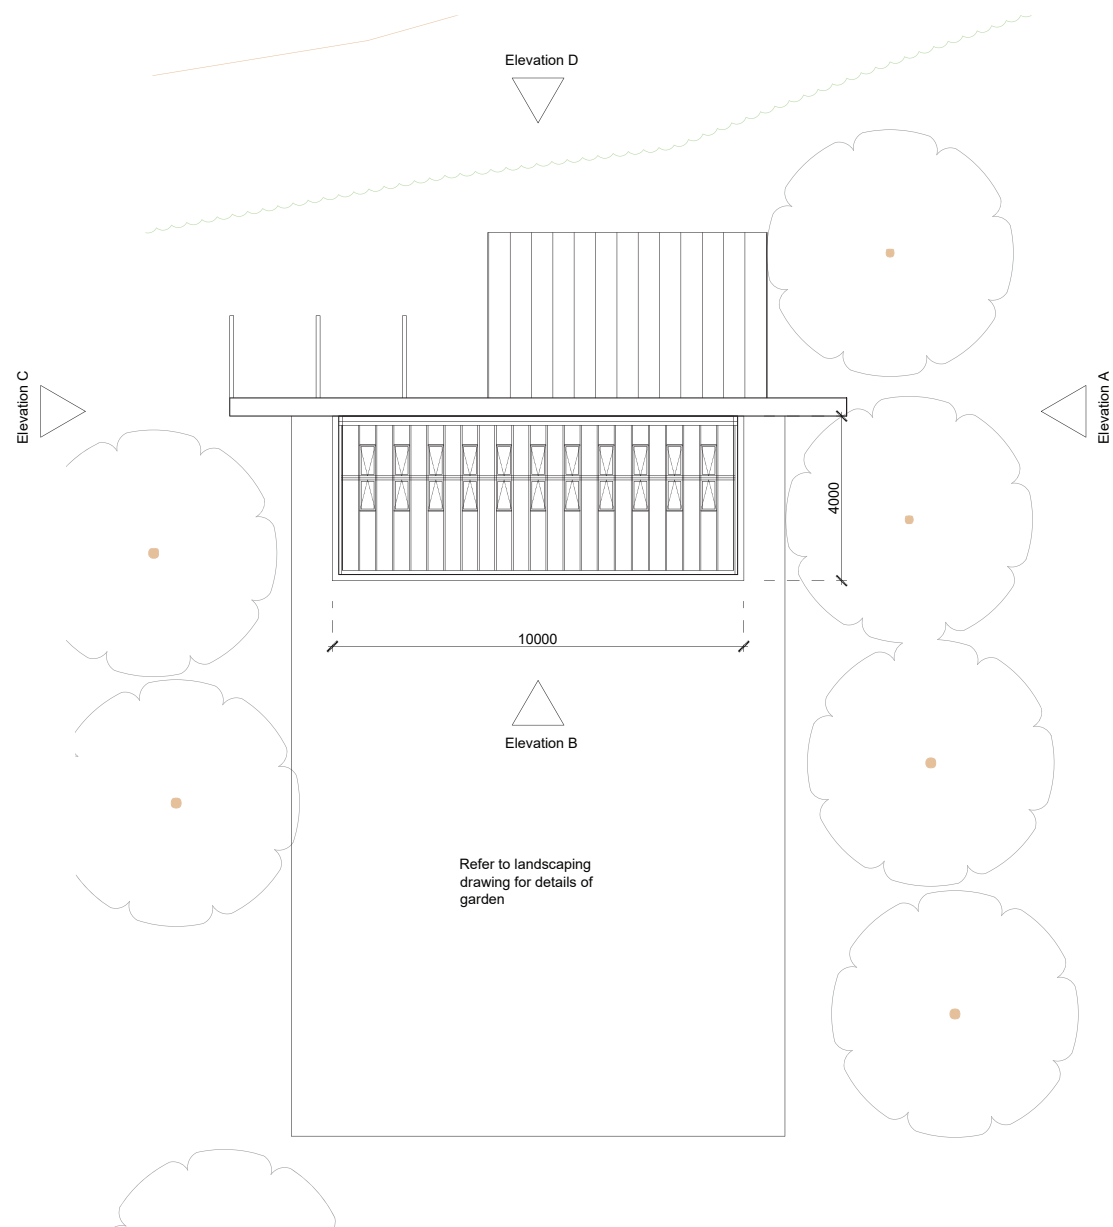 Elevation D
Elevation C
Elevation A
4000
10000
Elevation B
Refer to landscaping
drawing for details of
garden